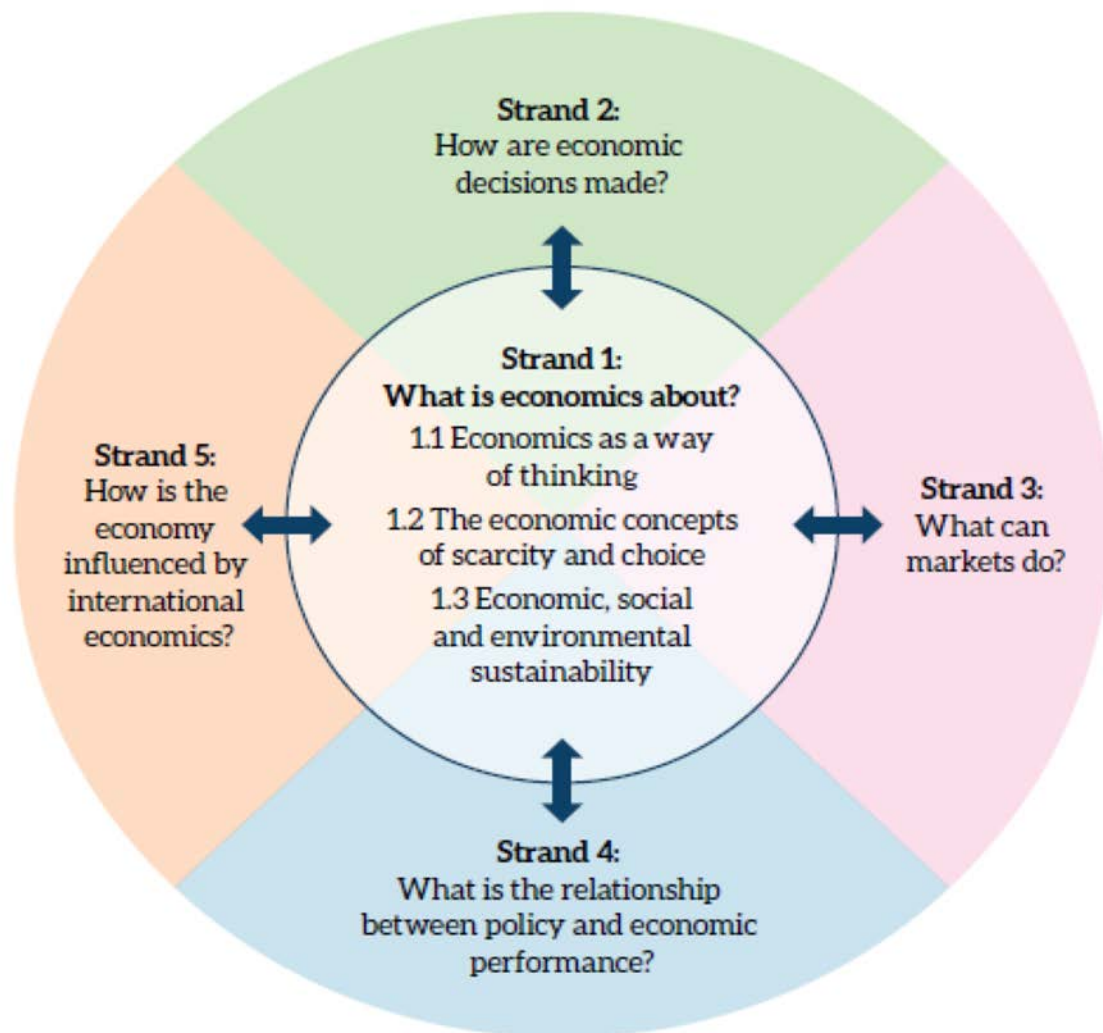 Strand 2:
How are economic
decisions made?
Strand 1:
What is economics about?
1.1 Economics as a way
of thinking
1.2 The economic concepts
of scarcity and choice
1.3 Economic, social
and environmental
sustainability
Strand 5:
How is the
economy
influenced by
international
economics?
Strand 3:
What can
markets do?
Strand 4:
What is the relationship
between policy and economic
performance?